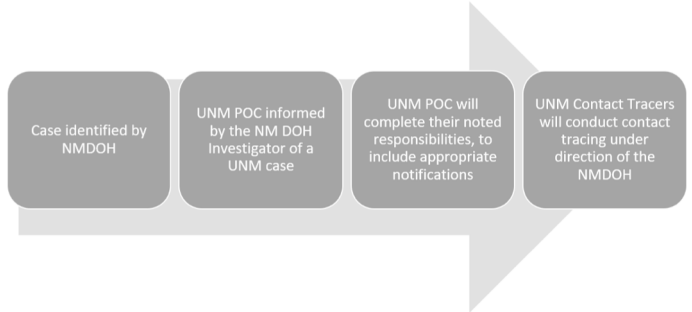 Case identified by
NMDOH
UNM POC informed
by the NM DOH
Investigator of a
UNM case
UNM POC will
complete their noted
responsibilities, to
include appropriate
notifications
UNM Contact Tracers
will conduct contact
tracing under
direction of the
NMDOH